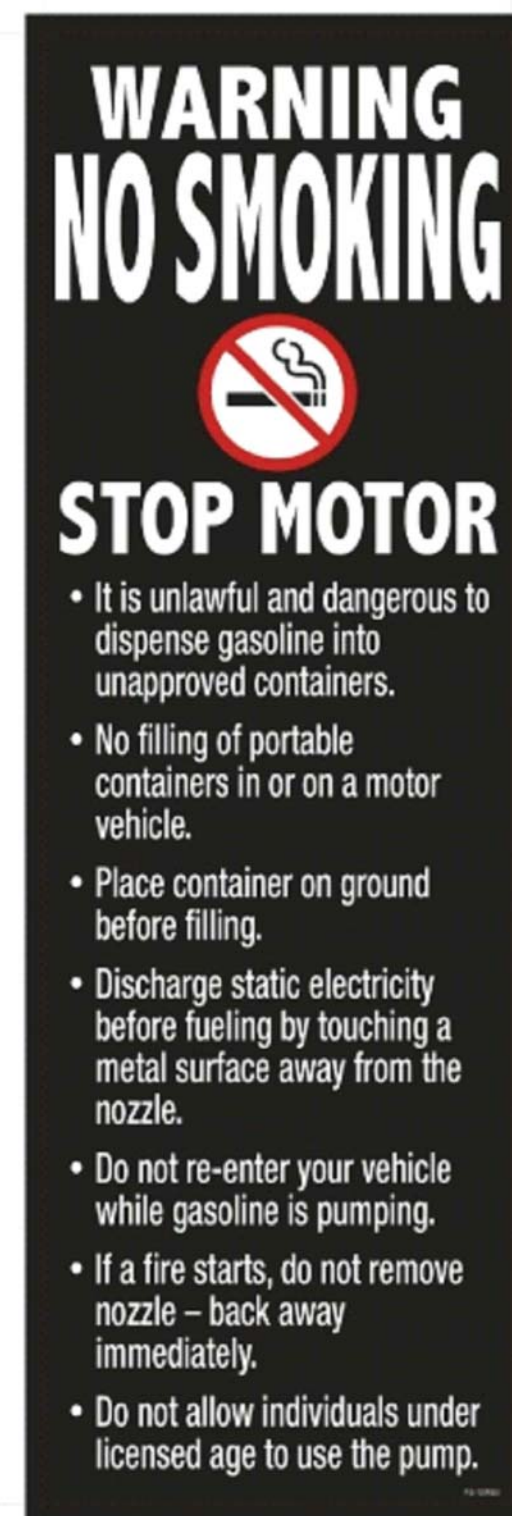 WARNING
NO SMOKING
STOP MOTOR
• It is unlawful and dangerous to
dispense gasoline into
unapproved containers.
• No filling of portable
containers in or on a motor
vehicle.
• Place container on ground
before filling.
• Discharge static electricity
before fueling by touching a
metal surface away from the
nozzle.
• Do not re-enter your vehicle
while gasoline is pumping.
• If a fire starts, do not remove
nozzle – back away
immediately.
• Do not allow individuals under
licensed age to use the pump.